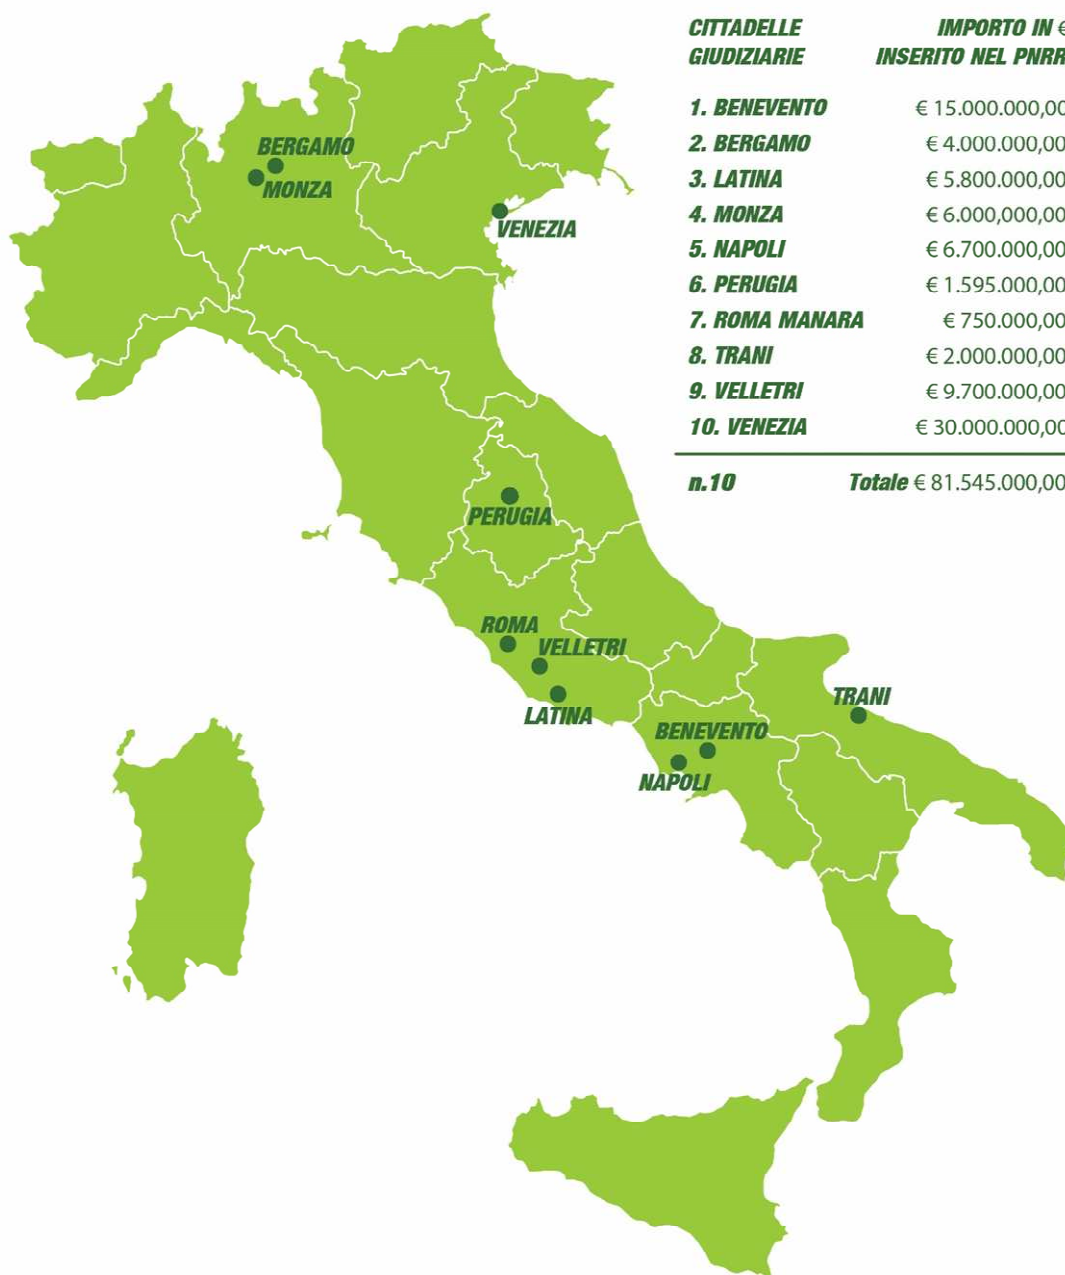 CITTADELLE IMPORTO IN €
GIUDIZIARIE INSERITO NEL PNRR
1. BENEVENTO € 15.000.000,00
2. BERGAMO € 4.000.000,00
3. LATINA € 5.800.000,00
4. MONZA € 6.000,000,00
5. NAPOLI € 6.700.000,00
6. PERUGIA € 1.595.000,00
7. ROMA MANARA € 750.000,00
8. TRANI € 2.000.000,00
9. VELLETRI € 9.700.000,00
10. VENEZIA € 30.000.000,00
n.10 Totale € 81.545.000,00
BERGAMO
MONZA
VENEZIA
PERUGIA
ROMA
VELLETRI
LATINA
TRANI
BENEVENTO
NAPOLI